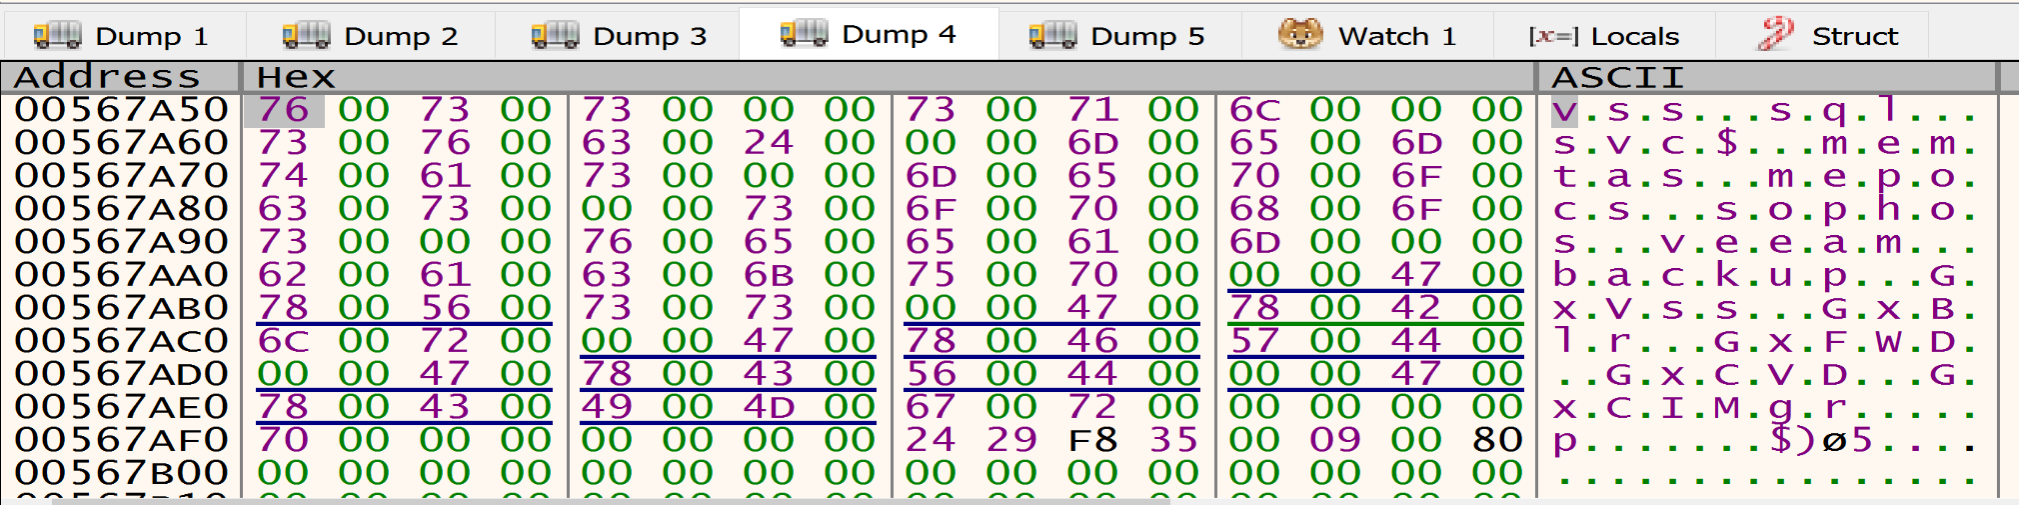 Dump 1 Dump 2 Dump 3 Dump 4 Dump 5 Watch 1 [x=] Locals Struct
Address Hex ASCII
00567A50 76 00 73 00 73 00 00 00 73 00 71 00 6C 00 00 00 v.s.s...s.q.l...
00567A60 73 00 76 00 63 00 24 00 00 00 6D 00 65 00 6D 00 s.v.c.$...m.e.m.
00567A70 74 00 61 00 73 00 00 00 6D 00 65 00 70 00 6F 00 t.a.s...m.e.p.o.
00567A80 63 00 73 00 00 00 73 00 6F 00 70 00 68 00 6F 00 c.s...s.o.p.h.o.
00567A90 73 00 00 00 76 00 65 00 65 00 61 00 6D 00 00 00 s...v.e.e.a.m...
00567AA0 62 00 61 00 63 00 6B 00 75 00 70 00 00 00 47 00 b.a.c.k.u.p...G.
00567AB0 78 00 56 00 73 00 73 00 00 00 47 00 78 00 42 00 x.V.s.s...G.x.B.
00567AC0 6C 00 72 00 00 00 47 00 78 00 46 00 57 00 44 00 l.r...G.x.F.W.D.
00567AD0 00 00 47 00 78 00 43 00 56 00 44 00 00 00 47 00 ..G.x.C.V.D...G.
00567AE0 78 00 43 00 49 00 4D 00 67 00 72 00 00 00 00 00 x.C.I.M.g.r.....
00567AF0 70 00 00 00 00 00 00 00 24 29 F8 35 00 09 00 80 p.......$)ø5....
00567B00 00 00 00 00 00 00 00 00 00 00 00 00 00 00 00 00 ................